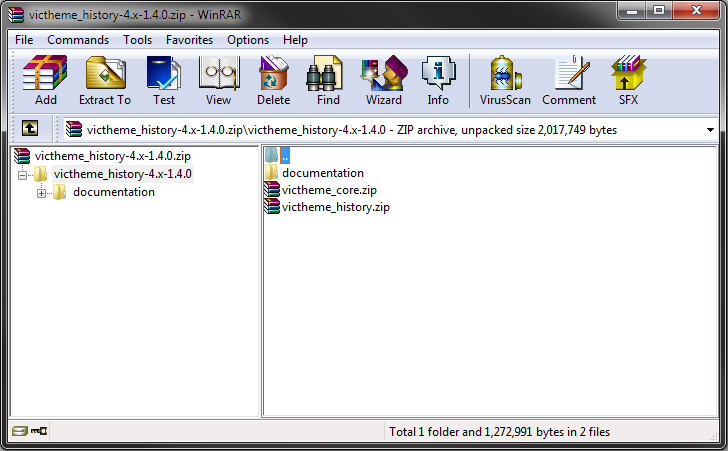 victheme_history-4.x-1.4.0.zip - WinRAR
File Commands Tools Favorites Options Help
Add Extract To Test View Delete Find Wizard Info VirusScan Comment SFX
victheme_history-4.x-1.4.0.zip\victheme_history-4.x-1.4.0 - ZIP archive, unpacked size 2,017,749 bytes
victheme_history-4.x-1.4.0.zip
victheme_history-4.x-1.4.0
documentation
..
documentation
victheme_core.zip
victheme_history.zip
Total 1 folder and 1,272,991 bytes in 2 files